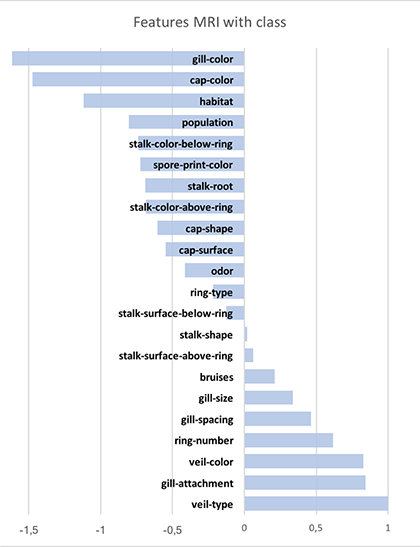 Features MRI with class
gill-color
cap-color
habitat
population
stalk-color-below-ring
spore-print-color
stalk-root
stalk-color-above-ring
cap-shape
cap-surface
odor
ring-type
stalk-surface-below-ring
stalk-shape
stalk-surface-above-ring
bruises
gill-size
gill-spacing
ring-number
veil-color
gill-attachment
veil-type
-1,5 -1 -0,5 0 0,5 1